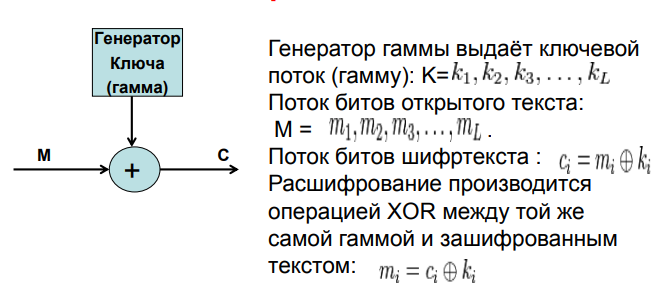 Генератор
Ключа
(гамма)
M
+
C
Генератор гаммы выдаёт ключевой
поток (гамму): K=k₁, k₂, k₃, . . . , k_L
Поток битов открытого текста:
M = m₁, m₂, m₃, . . . , m_L .
Поток битов шифртекста : cᵢ = mᵢ ⊕ kᵢ
Расшифрование производится
операцией XOR между той же
самой гаммой и зашифрованным
текстом: mᵢ = cᵢ ⊕ kᵢ